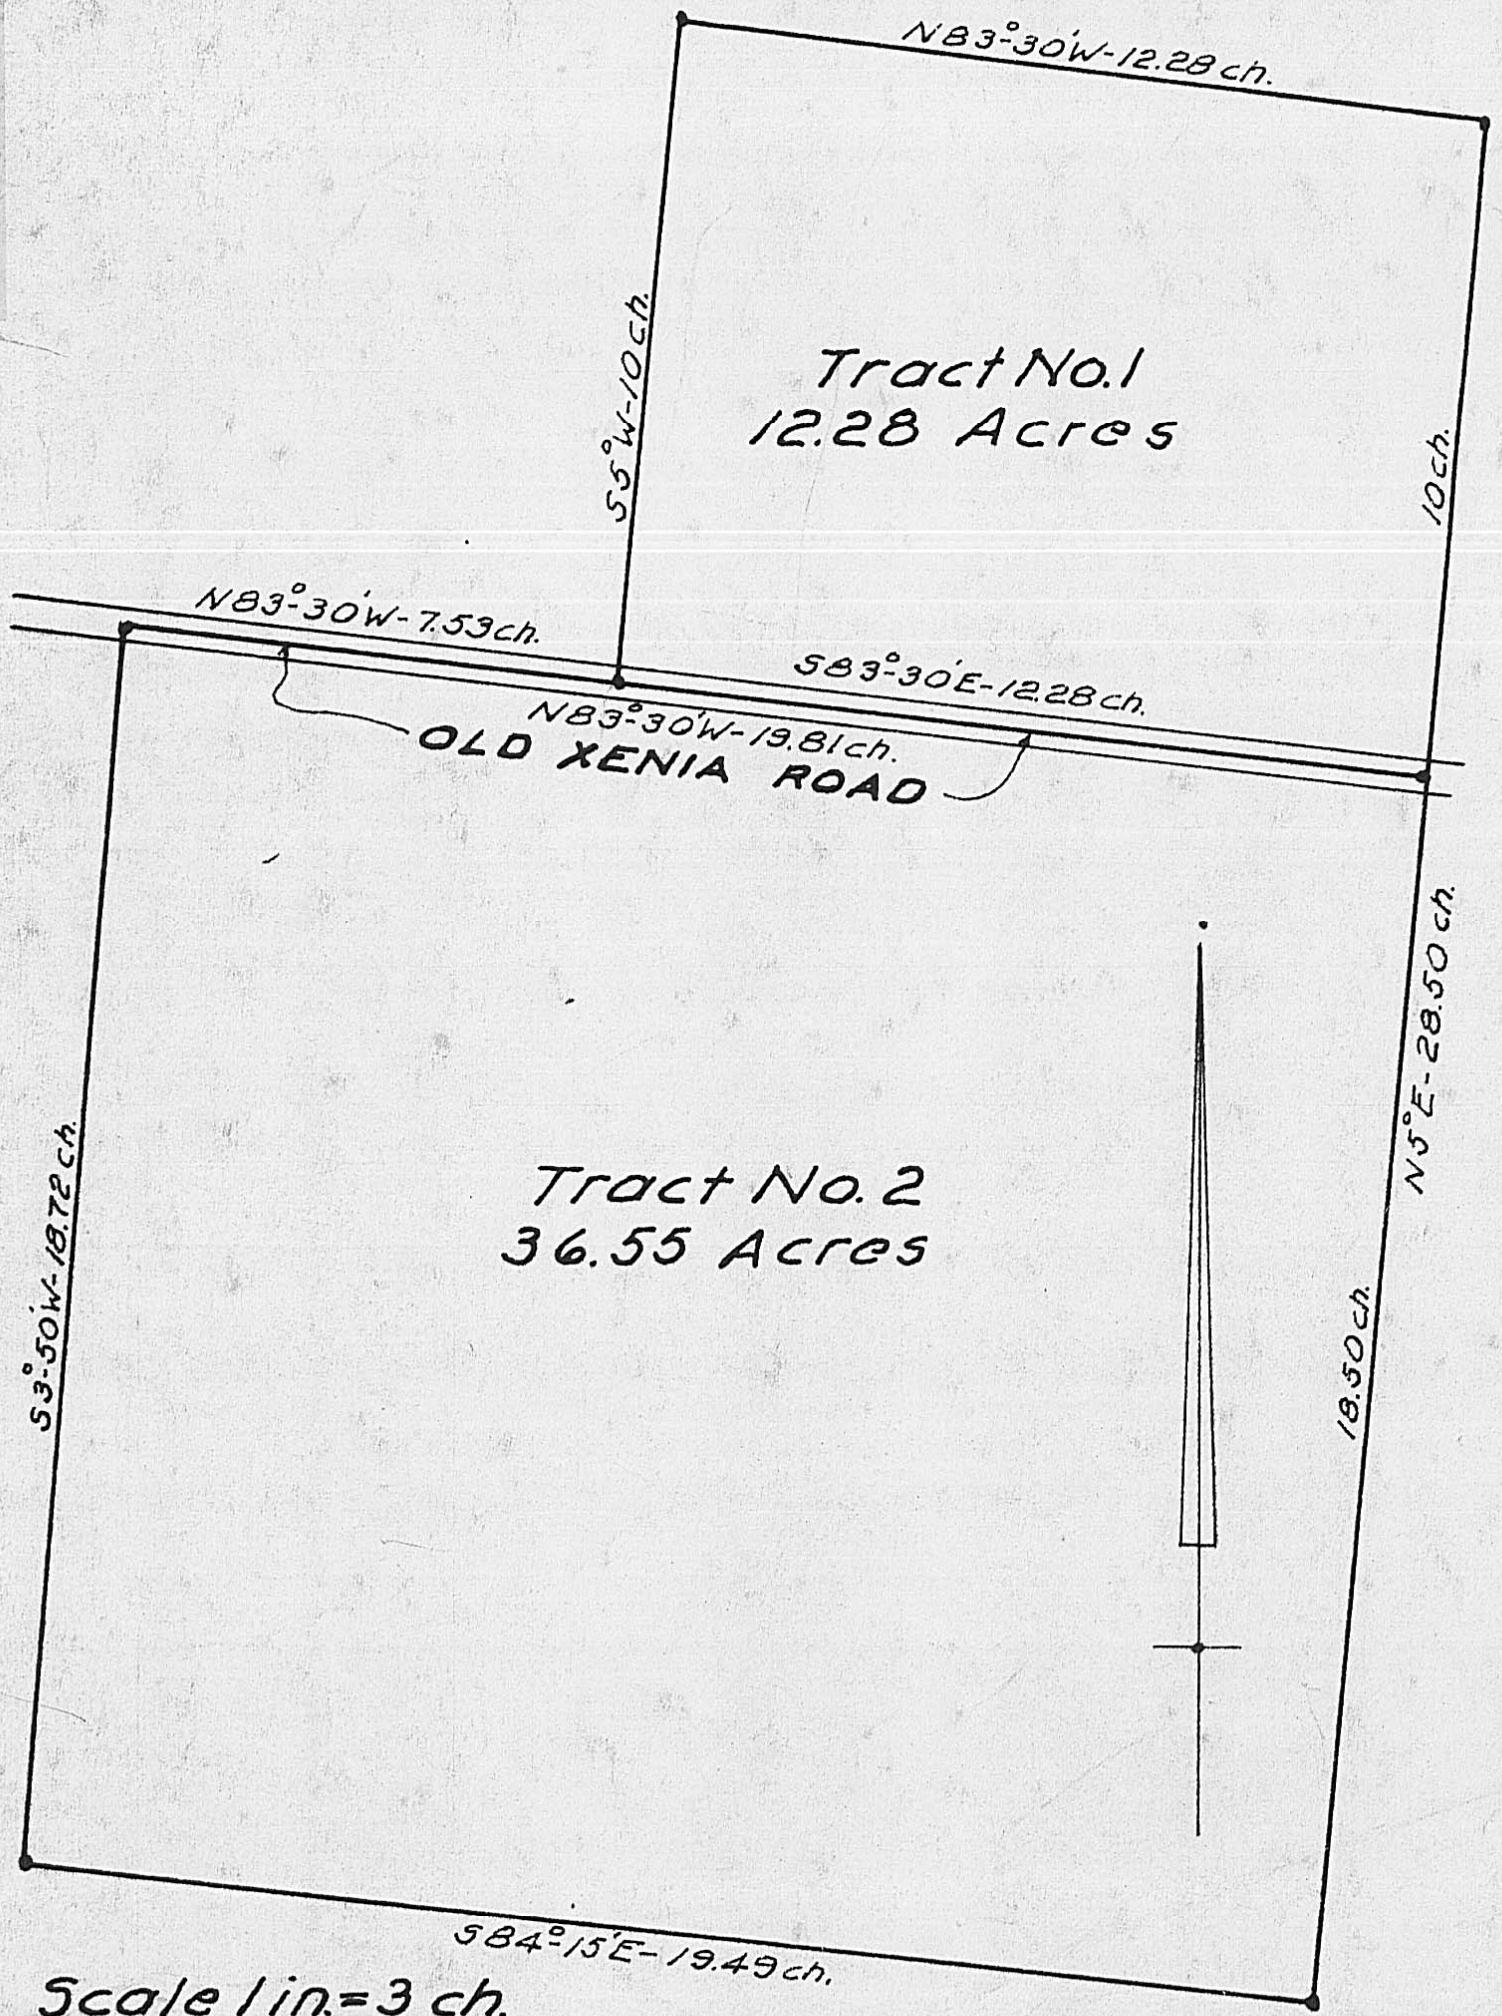 N83°-30'W-12.28 ch.
S5°W-10 ch.
Tract No.1
12.28 Acres
10 ch.
N83°-30'W-7.53 ch.
S83°-30'E-12.28 ch.
N83°-30'W-19.81 ch.
OLD XENIA ROAD
N5°E-28.50 ch.
S3°-50'W-18.72 ch.
Tract No. 2
36.55 Acres
18.50 ch.
S84°-15'E-19.49 ch.
Scale 1 in.=3 ch.